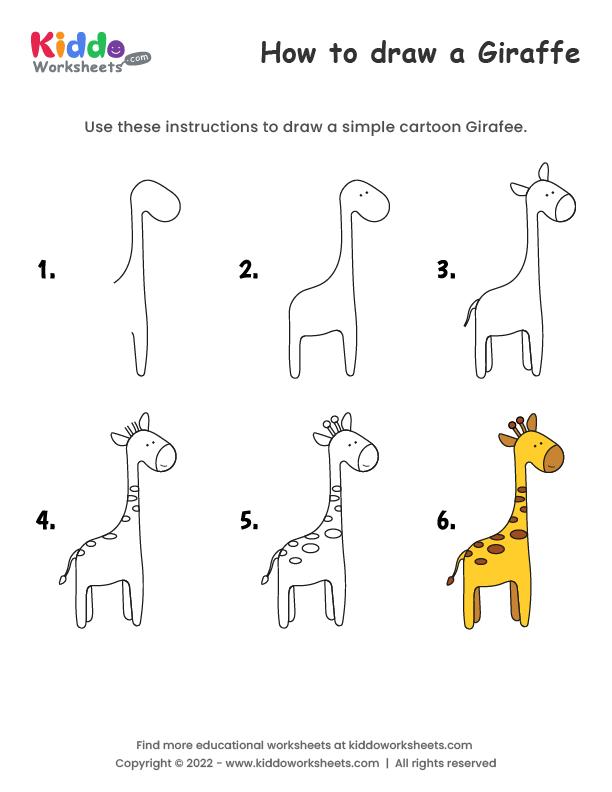 Kiddo
Worksheets
.com
How to draw a Giraffe
Use these instructions to draw a simple cartoon Girafee.
1.
2.
3.
4.
5.
6.
Find more educational worksheets at kiddoworksheets.com
Copyright © 2022 - www.kiddoworksheets.com | All rights reserved